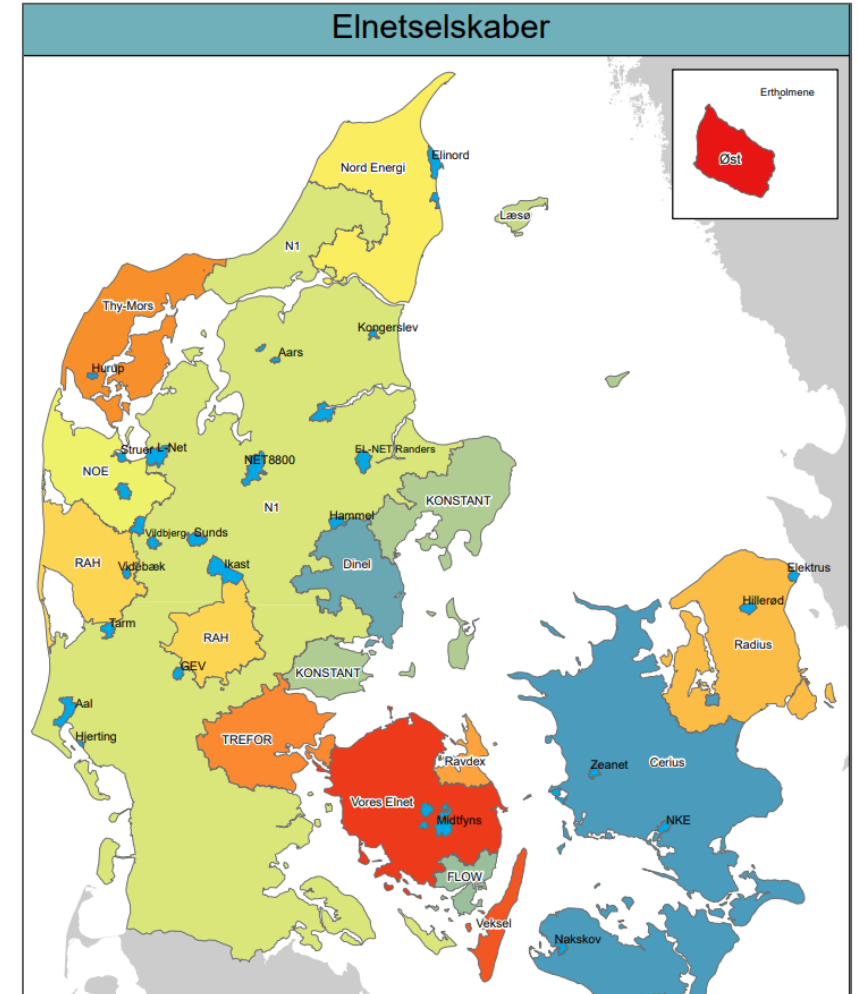 Elnetselskaber
Ertholmene
Øst
Elinord
Nord Energi
Læsø
N1
Thy-Mors
Kongerslev
Aars
Hurup
Struer
L-Net
EL-NET Randers
NET8800
NOE
KONSTANT
N1
Hammel
Vildbjerg
Sunds
RAH
Videbæk
Ikast
Dinel
Elektrus
Hillerød
Tarm
RAH
Radius
GEV
KONSTANT
Aal
Hjerting
TREFOR
Ravdex
Zeanet
Cerius
Vores Elnet
Midtfyns
NKE
FLOW
Veksel
Nakskov